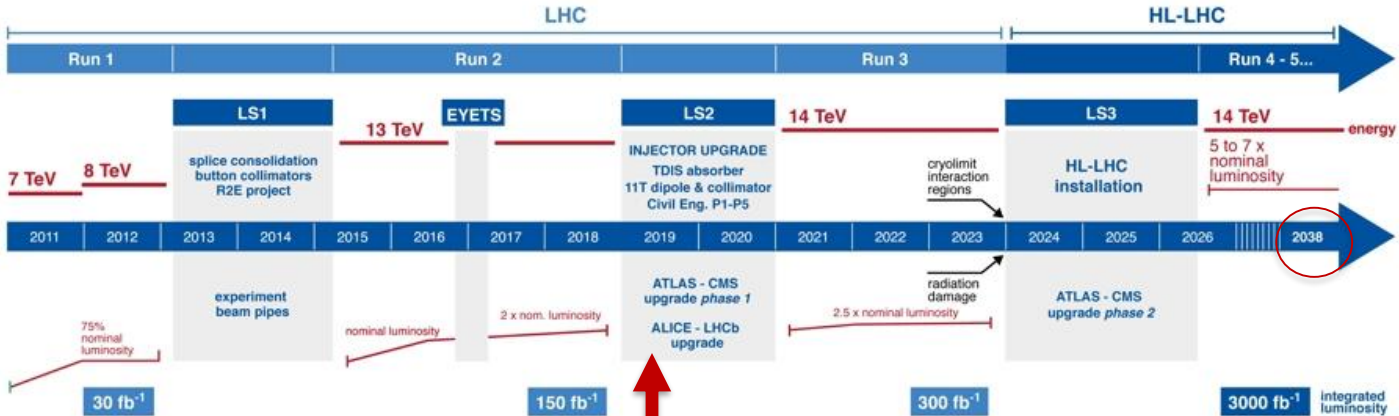 LHC
HL-LHC
Run 1
Run 2
Run 3
Run 4 - 5...
LS1
EYETS
LS2
LS3
7 TeV
8 TeV
13 TeV
14 TeV
14 TeV
energy
splice consolidation
button collimators
R2E project
INJECTOR UPGRADE
TDIS absorber
11T dipole & collimator
Civil Eng. P1-P5
cryolimit
interaction
regions
HL-LHC
installation
5 to 7 x
nominal
luminosity
2011
2012
2013
2014
2015
2016
2017
2018
2019
2020
2021
2022
2023
2024
2025
2026
2038
75%
nominal
luminosity
experiment
beam pipes
nominal luminosity
2 x nom. luminosity
ATLAS - CMS
upgrade phase 1
ALICE - LHCb
upgrade
2.5 x nominal luminosity
radiation
damage
ATLAS - CMS
upgrade phase 2
30 fb⁻¹
150 fb⁻¹
300 fb⁻¹
3000 fb⁻¹
integrated
luminosity